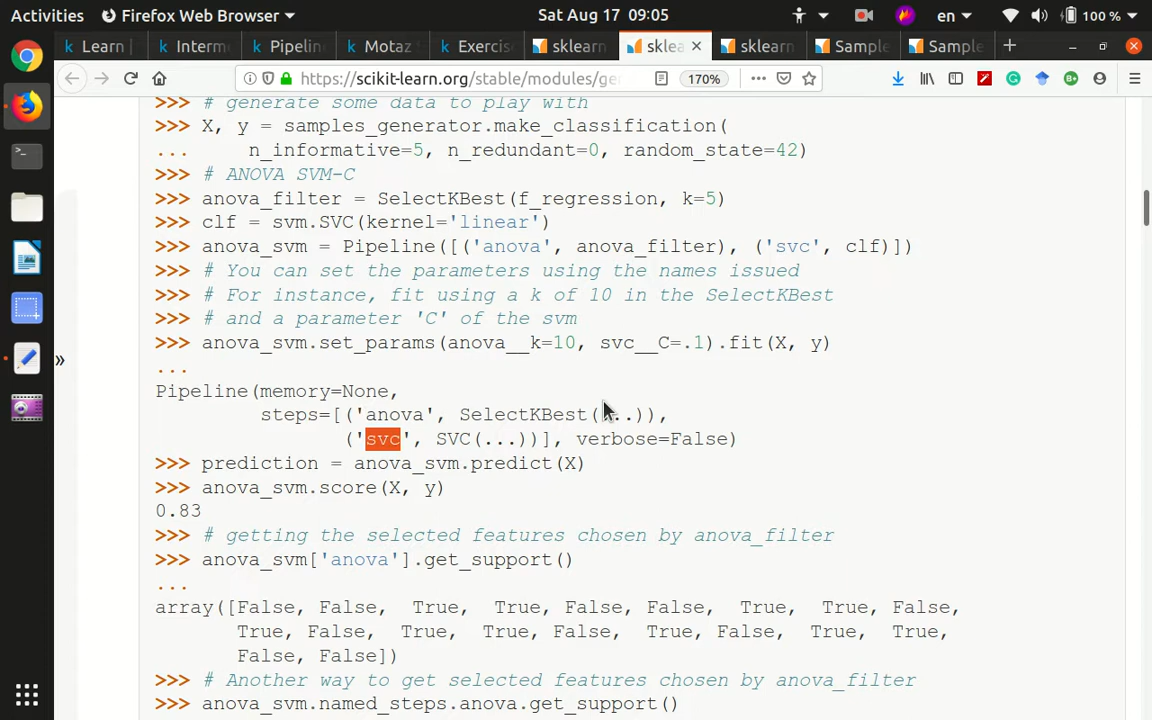 Activities
Firefox Web Browser
Sat Aug 17 09:05
en
100 %
Learn
Interm
Pipelin
Motaz
Exercis
sklearn
sklea
sklearn
Sample
Sample
https://scikit-learn.org/stable/modules/ge
170%
>>> # generate some data to play with
>>> X, y = samples_generator.make_classification(
... n_informative=5, n_redundant=0, random_state=42)
>>> # ANOVA SVM-C
>>> anova_filter = SelectKBest(f_regression, k=5)
>>> clf = svm.SVC(kernel='linear')
>>> anova_svm = Pipeline([('anova', anova_filter), ('svc', clf)])
>>> # You can set the parameters using the names issued
>>> # For instance, fit using a k of 10 in the SelectKBest
>>> # and a parameter 'C' of the svm
>>> anova_svm.set_params(anova__k=10, svc__C=.1).fit(X, y)
...
Pipeline(memory=None,
steps=[('anova', SelectKBest(...)),
('svc', SVC(...))], verbose=False)
>>> prediction = anova_svm.predict(X)
>>> anova_svm.score(X, y)
0.83
>>> # getting the selected features chosen by anova_filter
>>> anova_svm['anova'].get_support()
...
array([False, False, True, True, False, False, True, True, False,
True, False, True, True, False, True, False, True, True,
False, False])
>>> # Another way to get selected features chosen by anova_filter
>>> anova_svm.named_steps.anova.get_support()